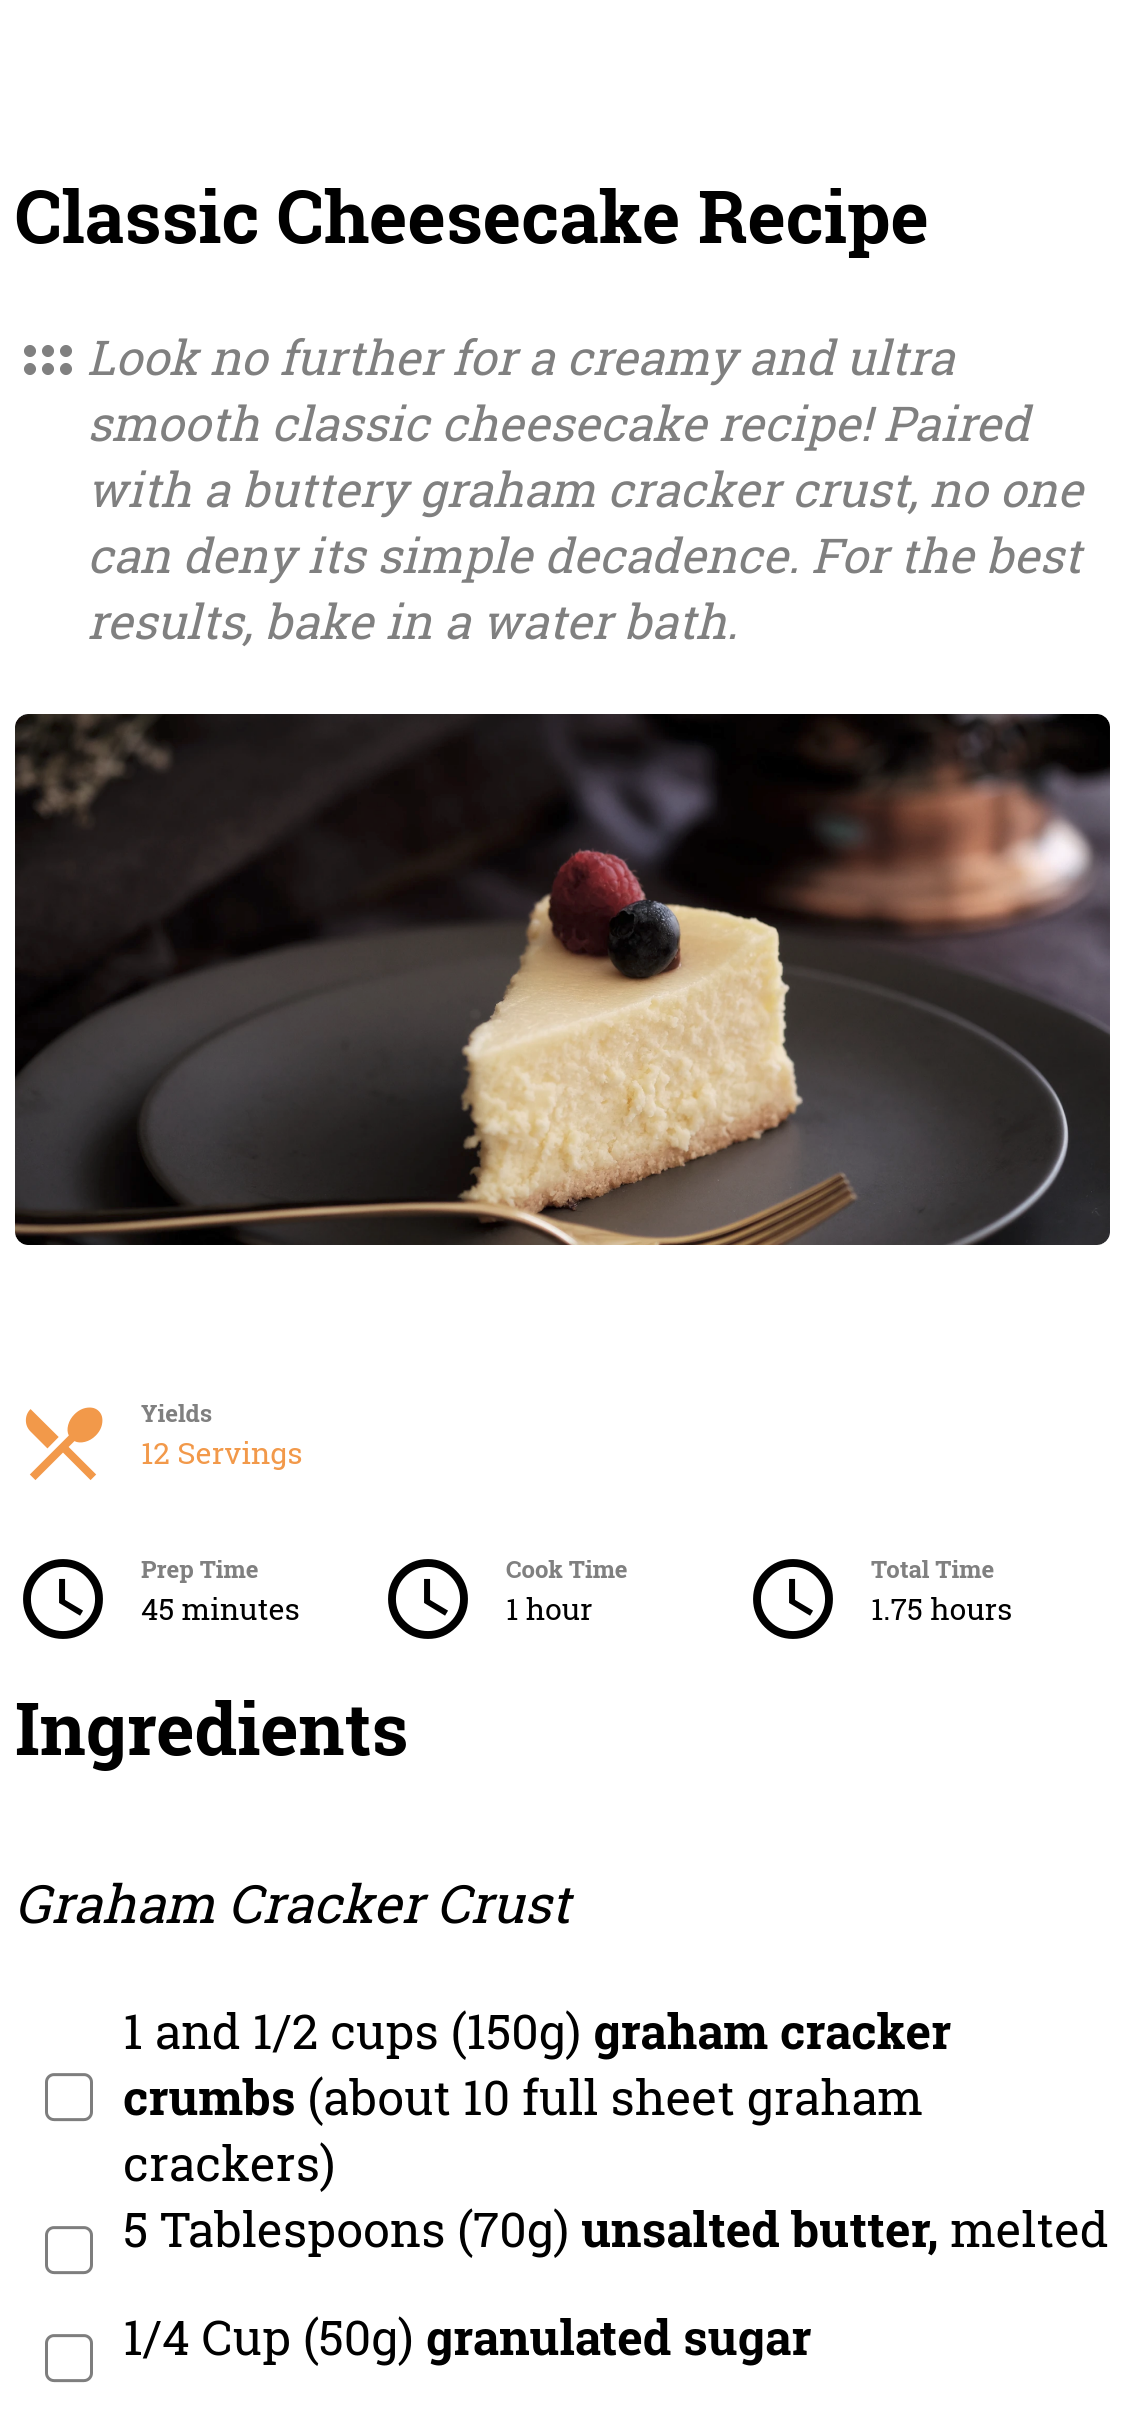 Classic Cheesecake Recipe
Look no further for a creamy and ultra
smooth classic cheesecake recipe! Paired
with a buttery graham cracker crust, no one
can deny its simple decadence. For the best
results, bake in a water bath.
Yields
12 Servings
Prep Time
45 minutes
Cook Time
1 hour
Total Time
1.75 hours
Ingredients
Graham Cracker Crust
1 and 1/2 cups (150g) graham cracker
crumbs (about 10 full sheet graham
crackers)
5 Tablespoons (70g) unsalted butter, melted
1/4 Cup (50g) granulated sugar